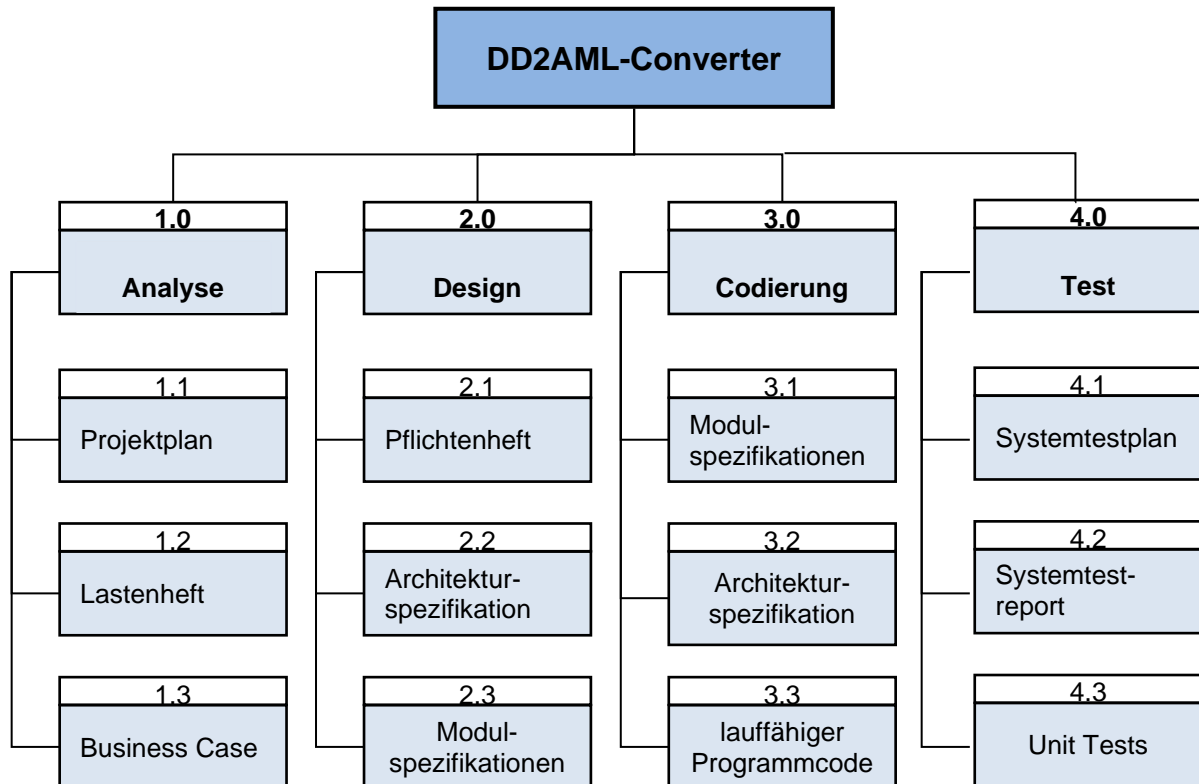 DD2AML-Converter
1.0
Analyse
1.1
Projektplan
1.2
Lastenheft
1.3
Business Case
2.0
Design
2.1
Pflichtenheft
2.2
Architektur-
spezifikation
2.3
Modul-
spezifikationen
3.0
Codierung
3.1
Modul-
spezifikationen
3.2
Architektur-
spezifikation
3.3
lauffähiger
Programmcode
4.0
Test
4.1
Systemtestplan
4.2
Systemtest-
report
4.3
Unit Tests